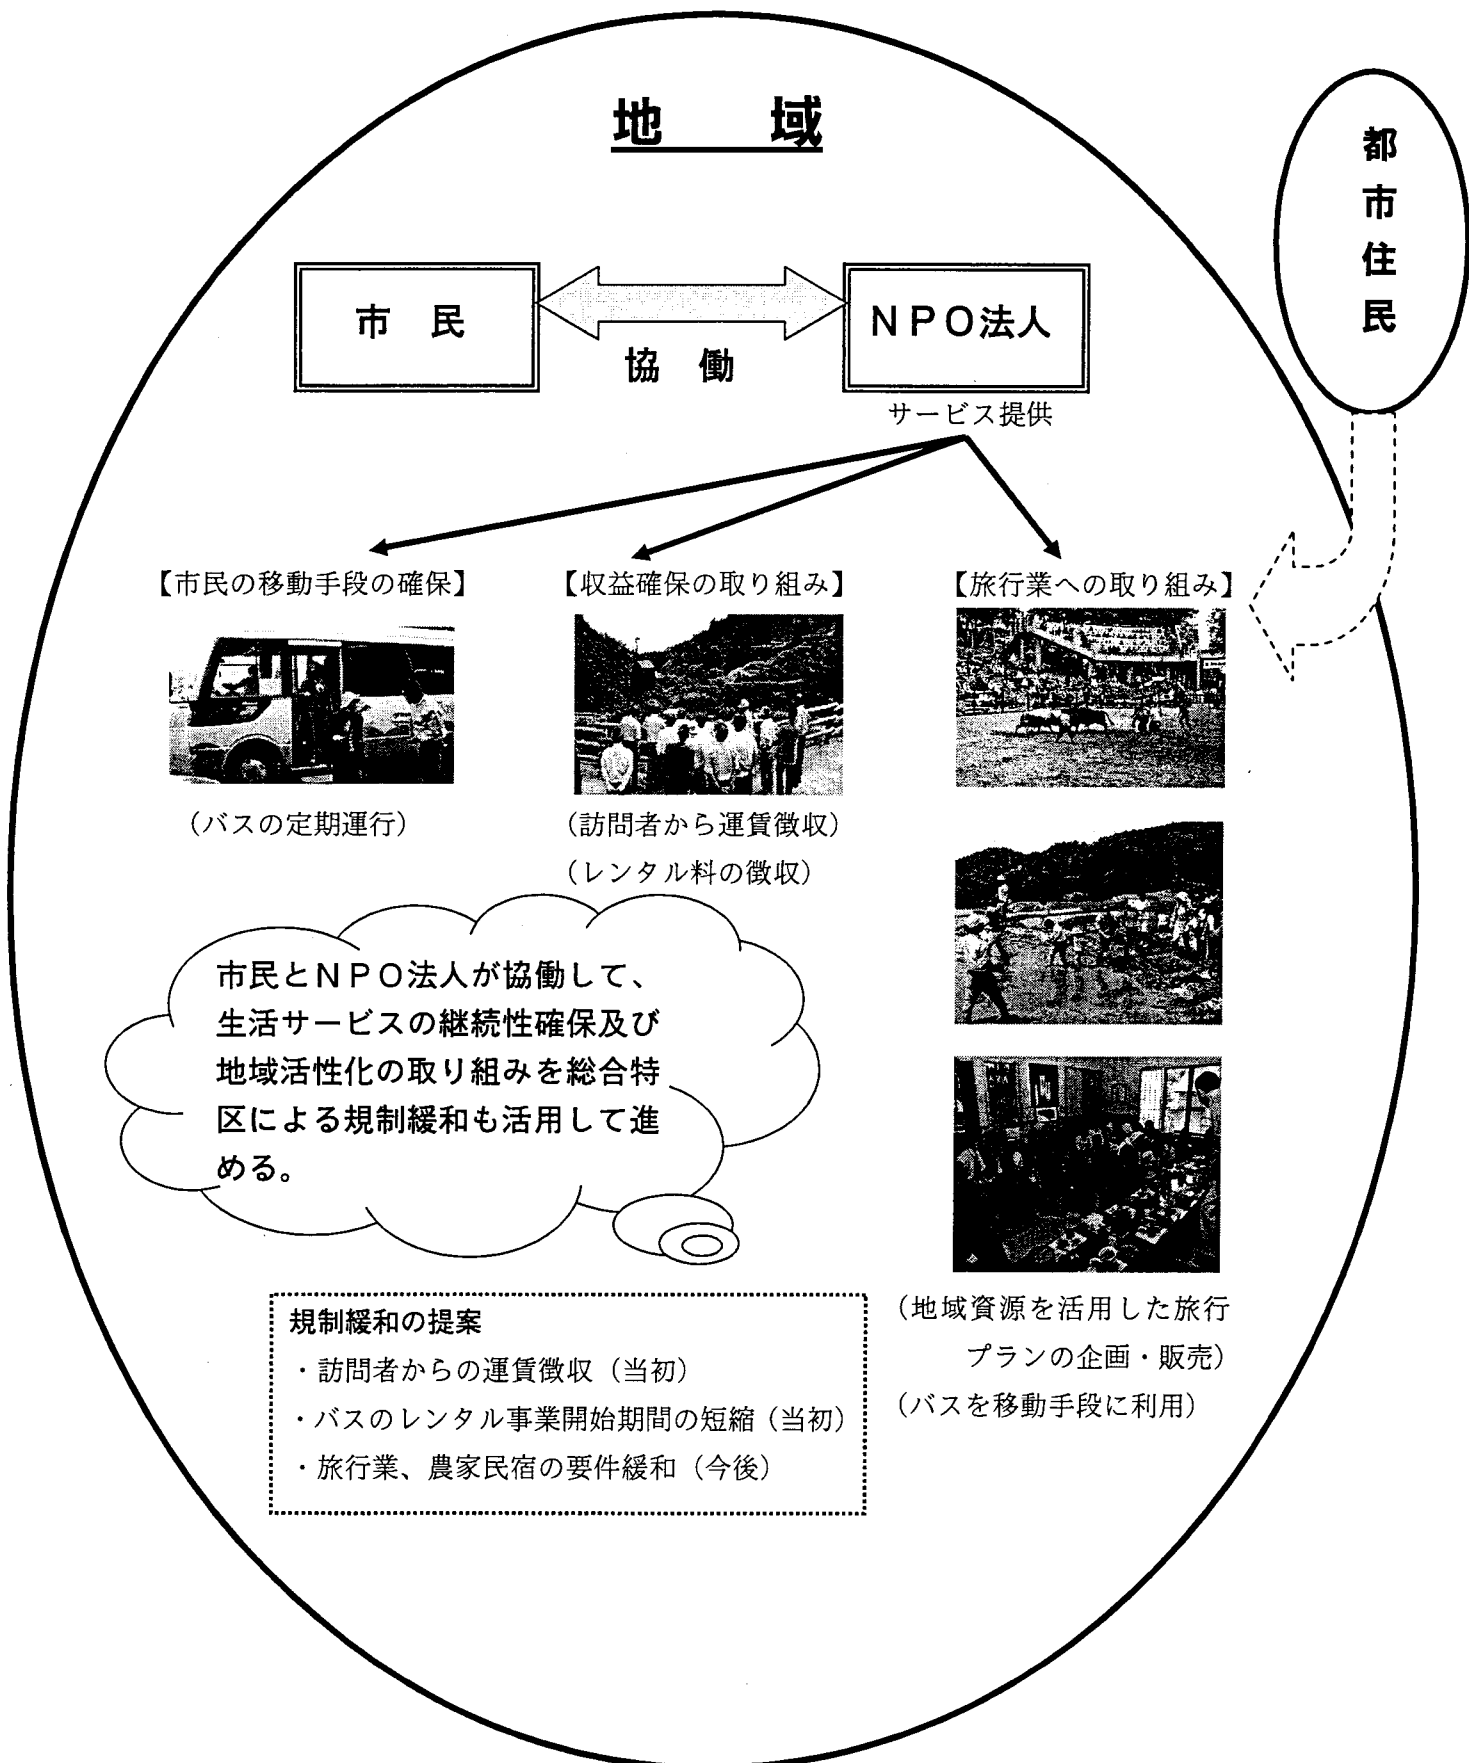 地　域
都市住民
市　民
協　働
ＮＰＯ法人
サービス提供
【市民の移動手段の確保】
【収益確保の取り組み】
【旅行業への取り組み】
（バスの定期運行）
（訪問者から運賃徴収）
（レンタル料の徴収）
市民とＮＰＯ法人が協働して、
生活サービスの継続性確保及び
地域活性化の取り組みを総合特
区による規制緩和も活用して進
める。
（地域資源を活用した旅行
プランの企画・販売）
（バスを移動手段に利用）
規制緩和の提案
・訪問者からの運賃徴収（当初）
・バスのレンタル事業開始期間の短縮（当初）
・旅行業、農家民宿の要件緩和（今後）